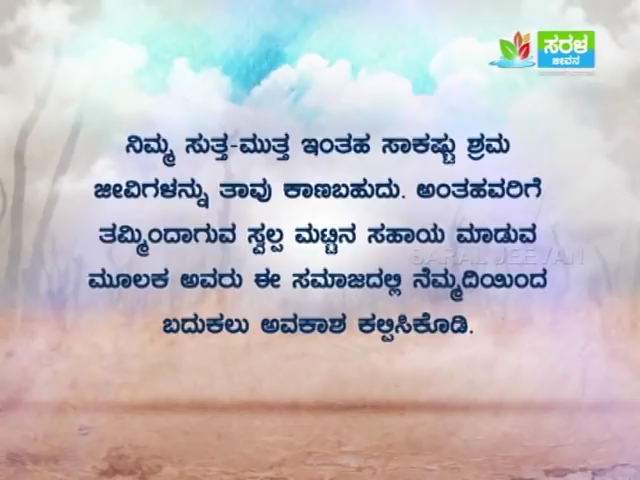 ಸರಳ
ಜೀವನ
ನಿಮ್ಮ ಸುತ್ತ-ಮುತ್ತ ಇಂತಹ ಸಾಕಷ್ಟು ಶ್ರಮ
ಜೀವಿಗಳನ್ನು ತಾವು ಕಾಣಬಹುದು. ಅಂತಹವರಿಗೆ
ತಮ್ಮಿಂದಾಗುವ ಸ್ವಲ್ಪ ಮಟ್ಟಿನ ಸಹಾಯ ಮಾಡುವ
SARAL JEEVAN
ಮೂಲಕ ಅವರು ಈ ಸಮಾಜದಲ್ಲಿ ನೆಮ್ಮದಿಯಿಂದ
ಬದುಕಲು ಅವಕಾಶ ಕಲ್ಪಿಸಿಕೊಡಿ.